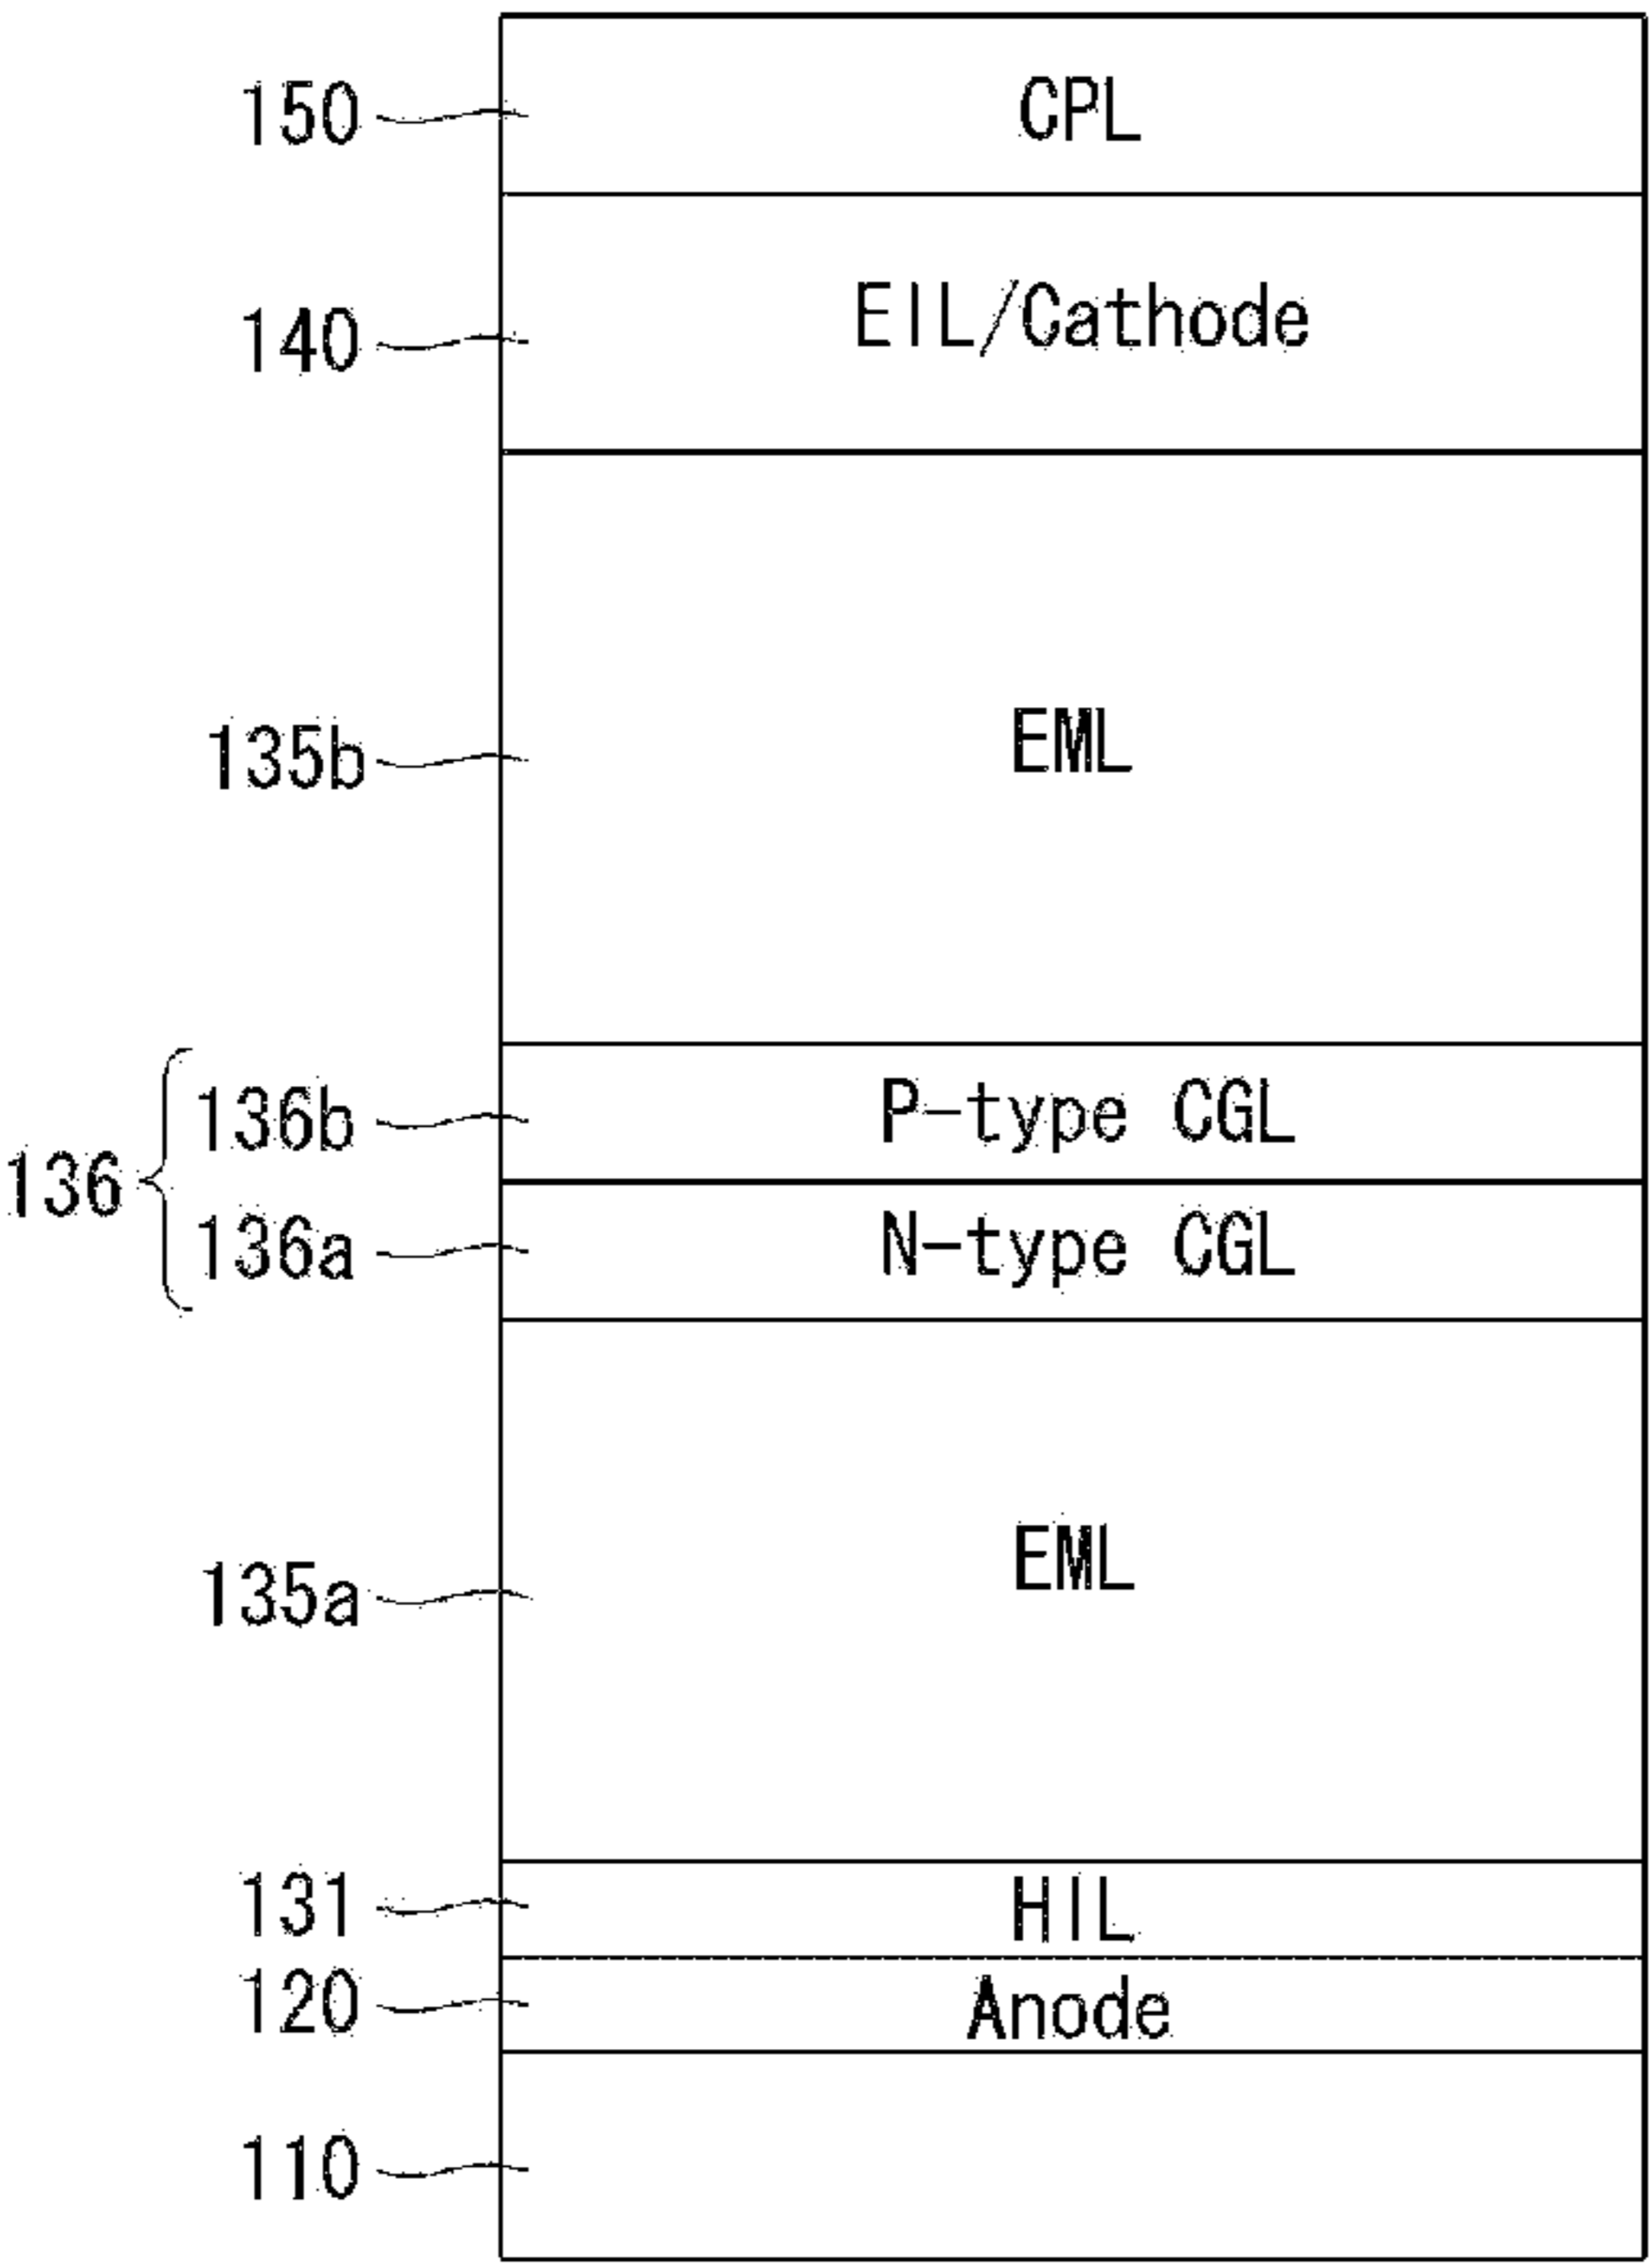 150 CPL
140 EIL/Cathode
135b EML
136b P-type CGL
136
136a N-type CGL
135a EML
131 HIL
120 Anode
110